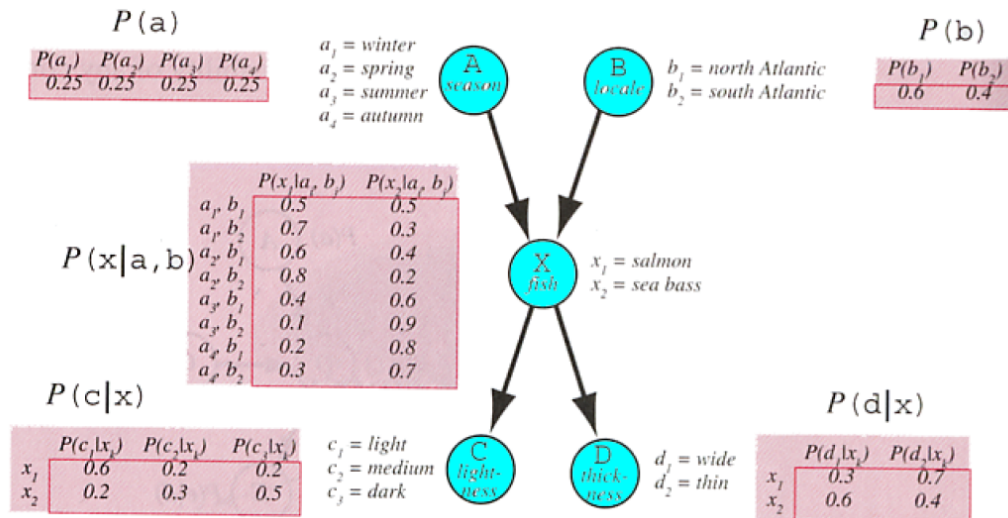 P(a)
P(a₁) P(a₂) P(a₃) P(a₄)
0.25 0.25 0.25 0.25
a₁ = winter
a₂ = spring
a₃ = summer
a₄ = autumn
A
season
B
locale
b₁ = north Atlantic
b₂ = south Atlantic
P(b)
P(b₁) P(b₂)
0.6 0.4
P(x|a,b)
P(x₁|aᵢ, bⱼ) P(x₂|aᵢ, bⱼ)
a₁, b₁ 0.5 0.5
a₁, b₂ 0.7 0.3
a₂, b₁ 0.6 0.4
a₂, b₂ 0.8 0.2
a₃, b₁ 0.4 0.6
a₃, b₂ 0.1 0.9
a₄, b₁ 0.2 0.8
a₄, b₂ 0.3 0.7
X
fish
x₁ = salmon
x₂ = sea bass
P(c|x)
P(c₁|xₖ) P(c₂|xₖ) P(c₃|xₖ)
x₁ 0.6 0.2 0.2
x₂ 0.2 0.3 0.5
c₁ = light
c₂ = medium
c₃ = dark
C
light-
ness
D
thick-
ness
d₁ = wide
d₂ = thin
P(d|x)
P(d₁|xₖ) P(d₂|xₖ)
x₁ 0.3 0.7
x₂ 0.6 0.4